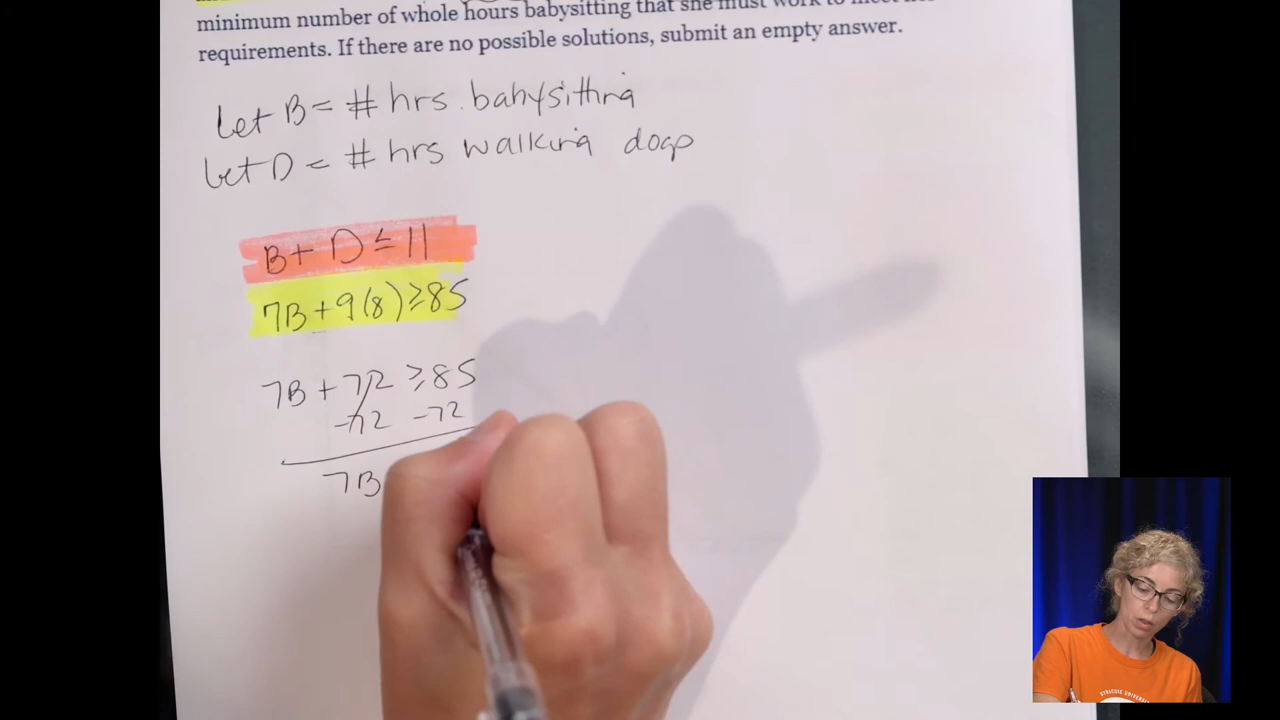 minimum number of whole hours babysitting that she must work to meet
requirements. If there are no possible solutions, submit an empty answer.
Let B = # hrs. babysitting
Let D = # hrs walking dogs
B + D ≤ 11
7B + 9(8) ≥ 85
7B + 72 ≥ 85
-72 -72
7B
SYRACUSE UNIVERSITY